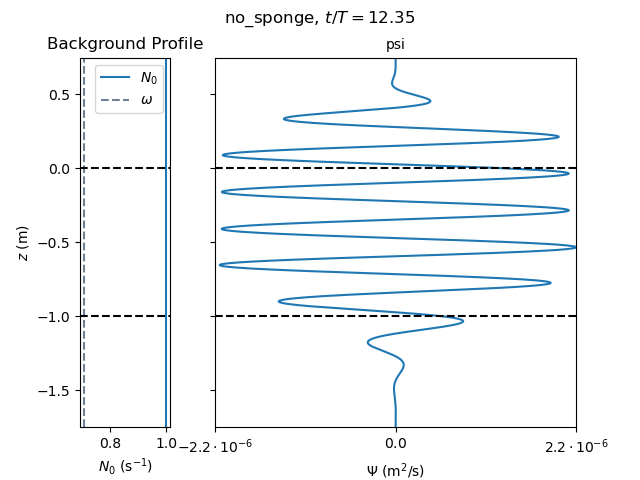 no_sponge, $t/T = 12.35$
Background Profile
psi
N₀
ω
0.5
0.0
−0.5
−1.0
−1.5
z (m)
0.8
1.0
−2.2 · 10⁻⁶
0.0
2.2 · 10⁻⁶
N₀ (s⁻¹)
Ψ (m²/s)